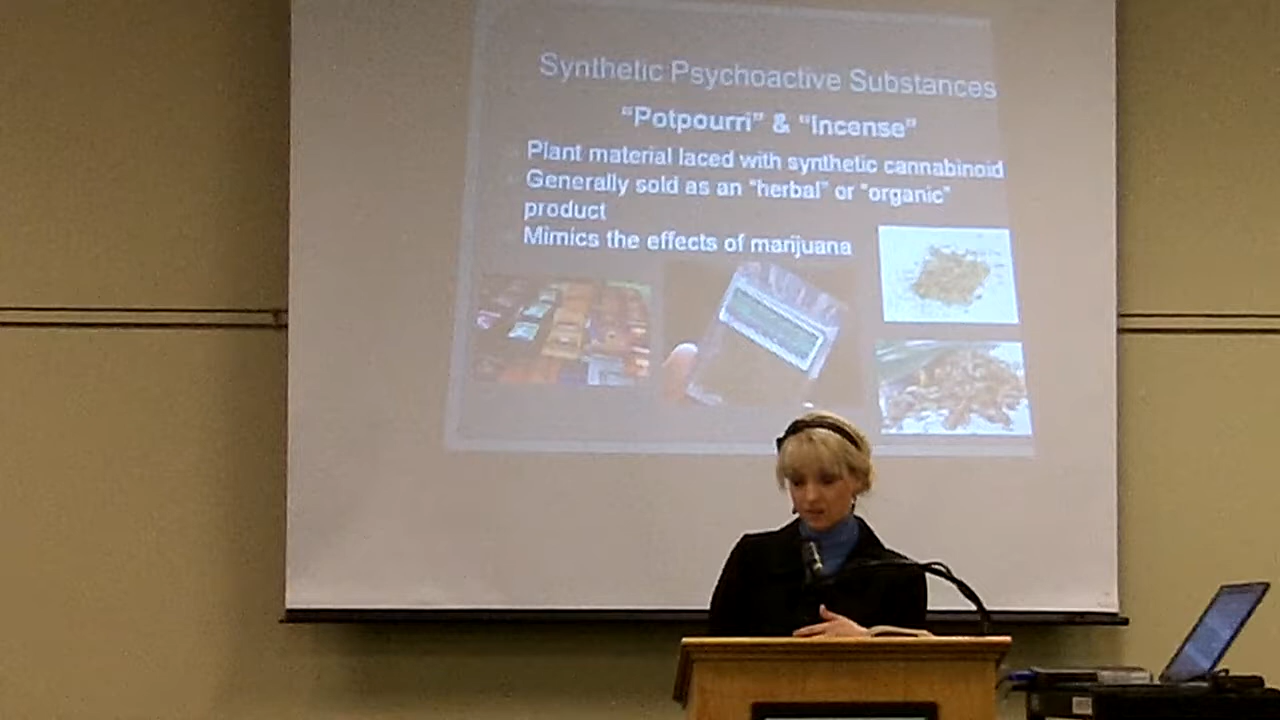 Synthetic Psychoactive Substances
"Potpourri" & "Incense"
Plant material laced with synthetic cannabinoid
Generally sold as an "herbal" or "organic"
product
Mimics the effects of marijuana